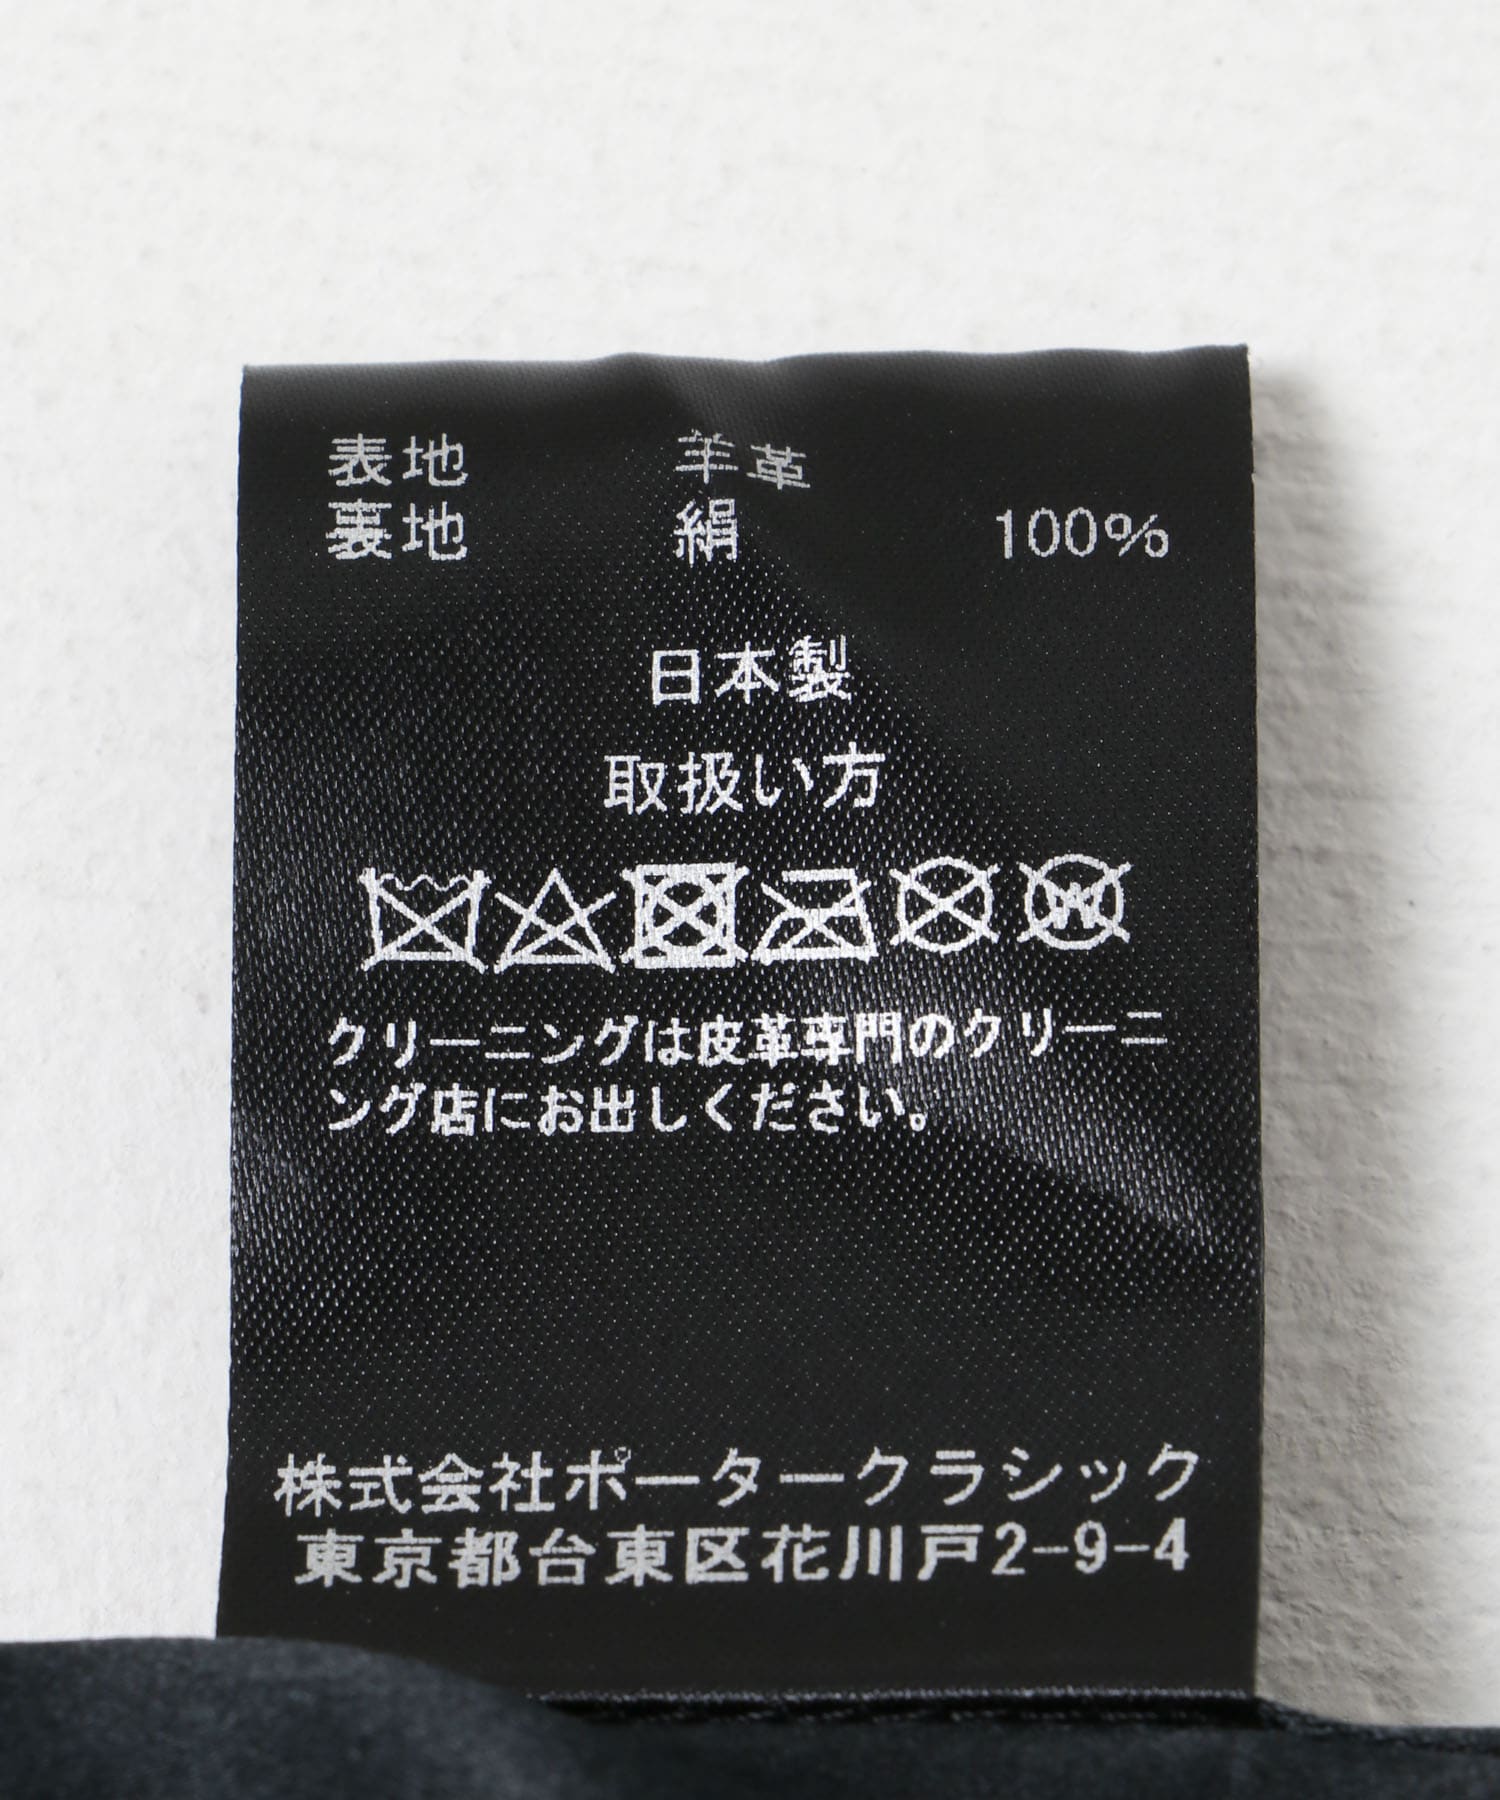 表地 羊革
裏地 絹 100%
日本製
取扱い方
クリーニングは皮革専門のクリーニ
ング店にお出しください。
株式会社ポータークラシック
東京都台東区花川戸2-9-4